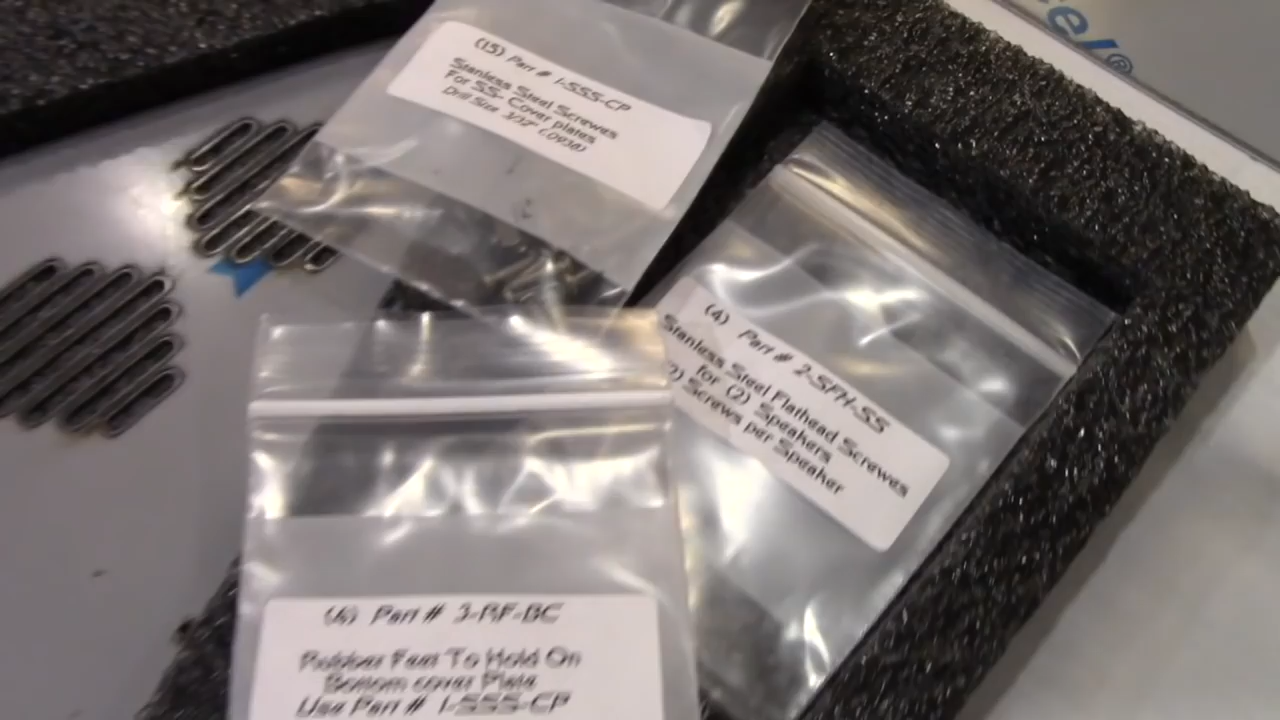 el®
(15) Part # 1-SSS-CP
Stanless Steel Screwes
For SS- Cover plates
Drill Size 3/32" (.0938)
(4) Part # 2-SFH-SS
Stanless Steel Flathead Screwes
for (2) Speakers
2) Screws per Speaker
Part # 3-RF-BC
Rubber Feet To Hold On
Bottom cover Plate
Use Part # 1-SSS-CP